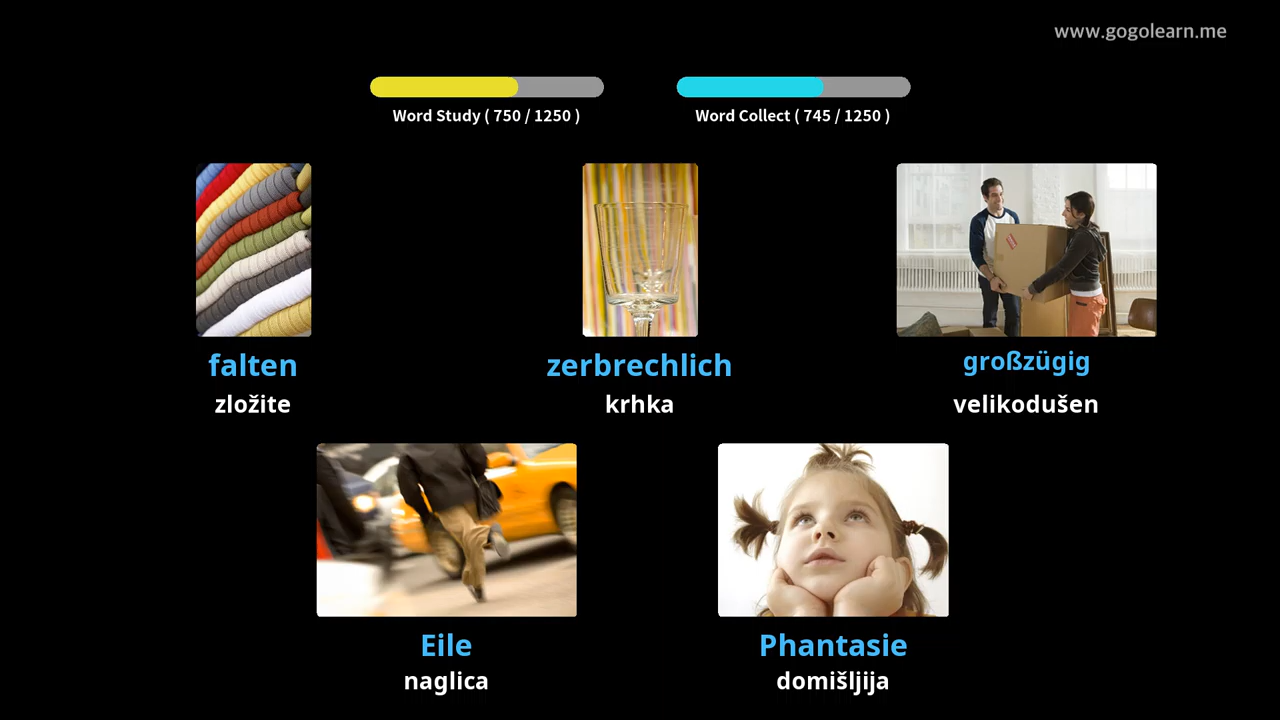 www.gogolearn.me
Word Study ( 750 / 1250 )
Word Collect ( 745 / 1250 )
falten
zložite
zerbrechlich
krhka
großzügig
velikodušen
Eile
naglica
Phantasie
domišljija